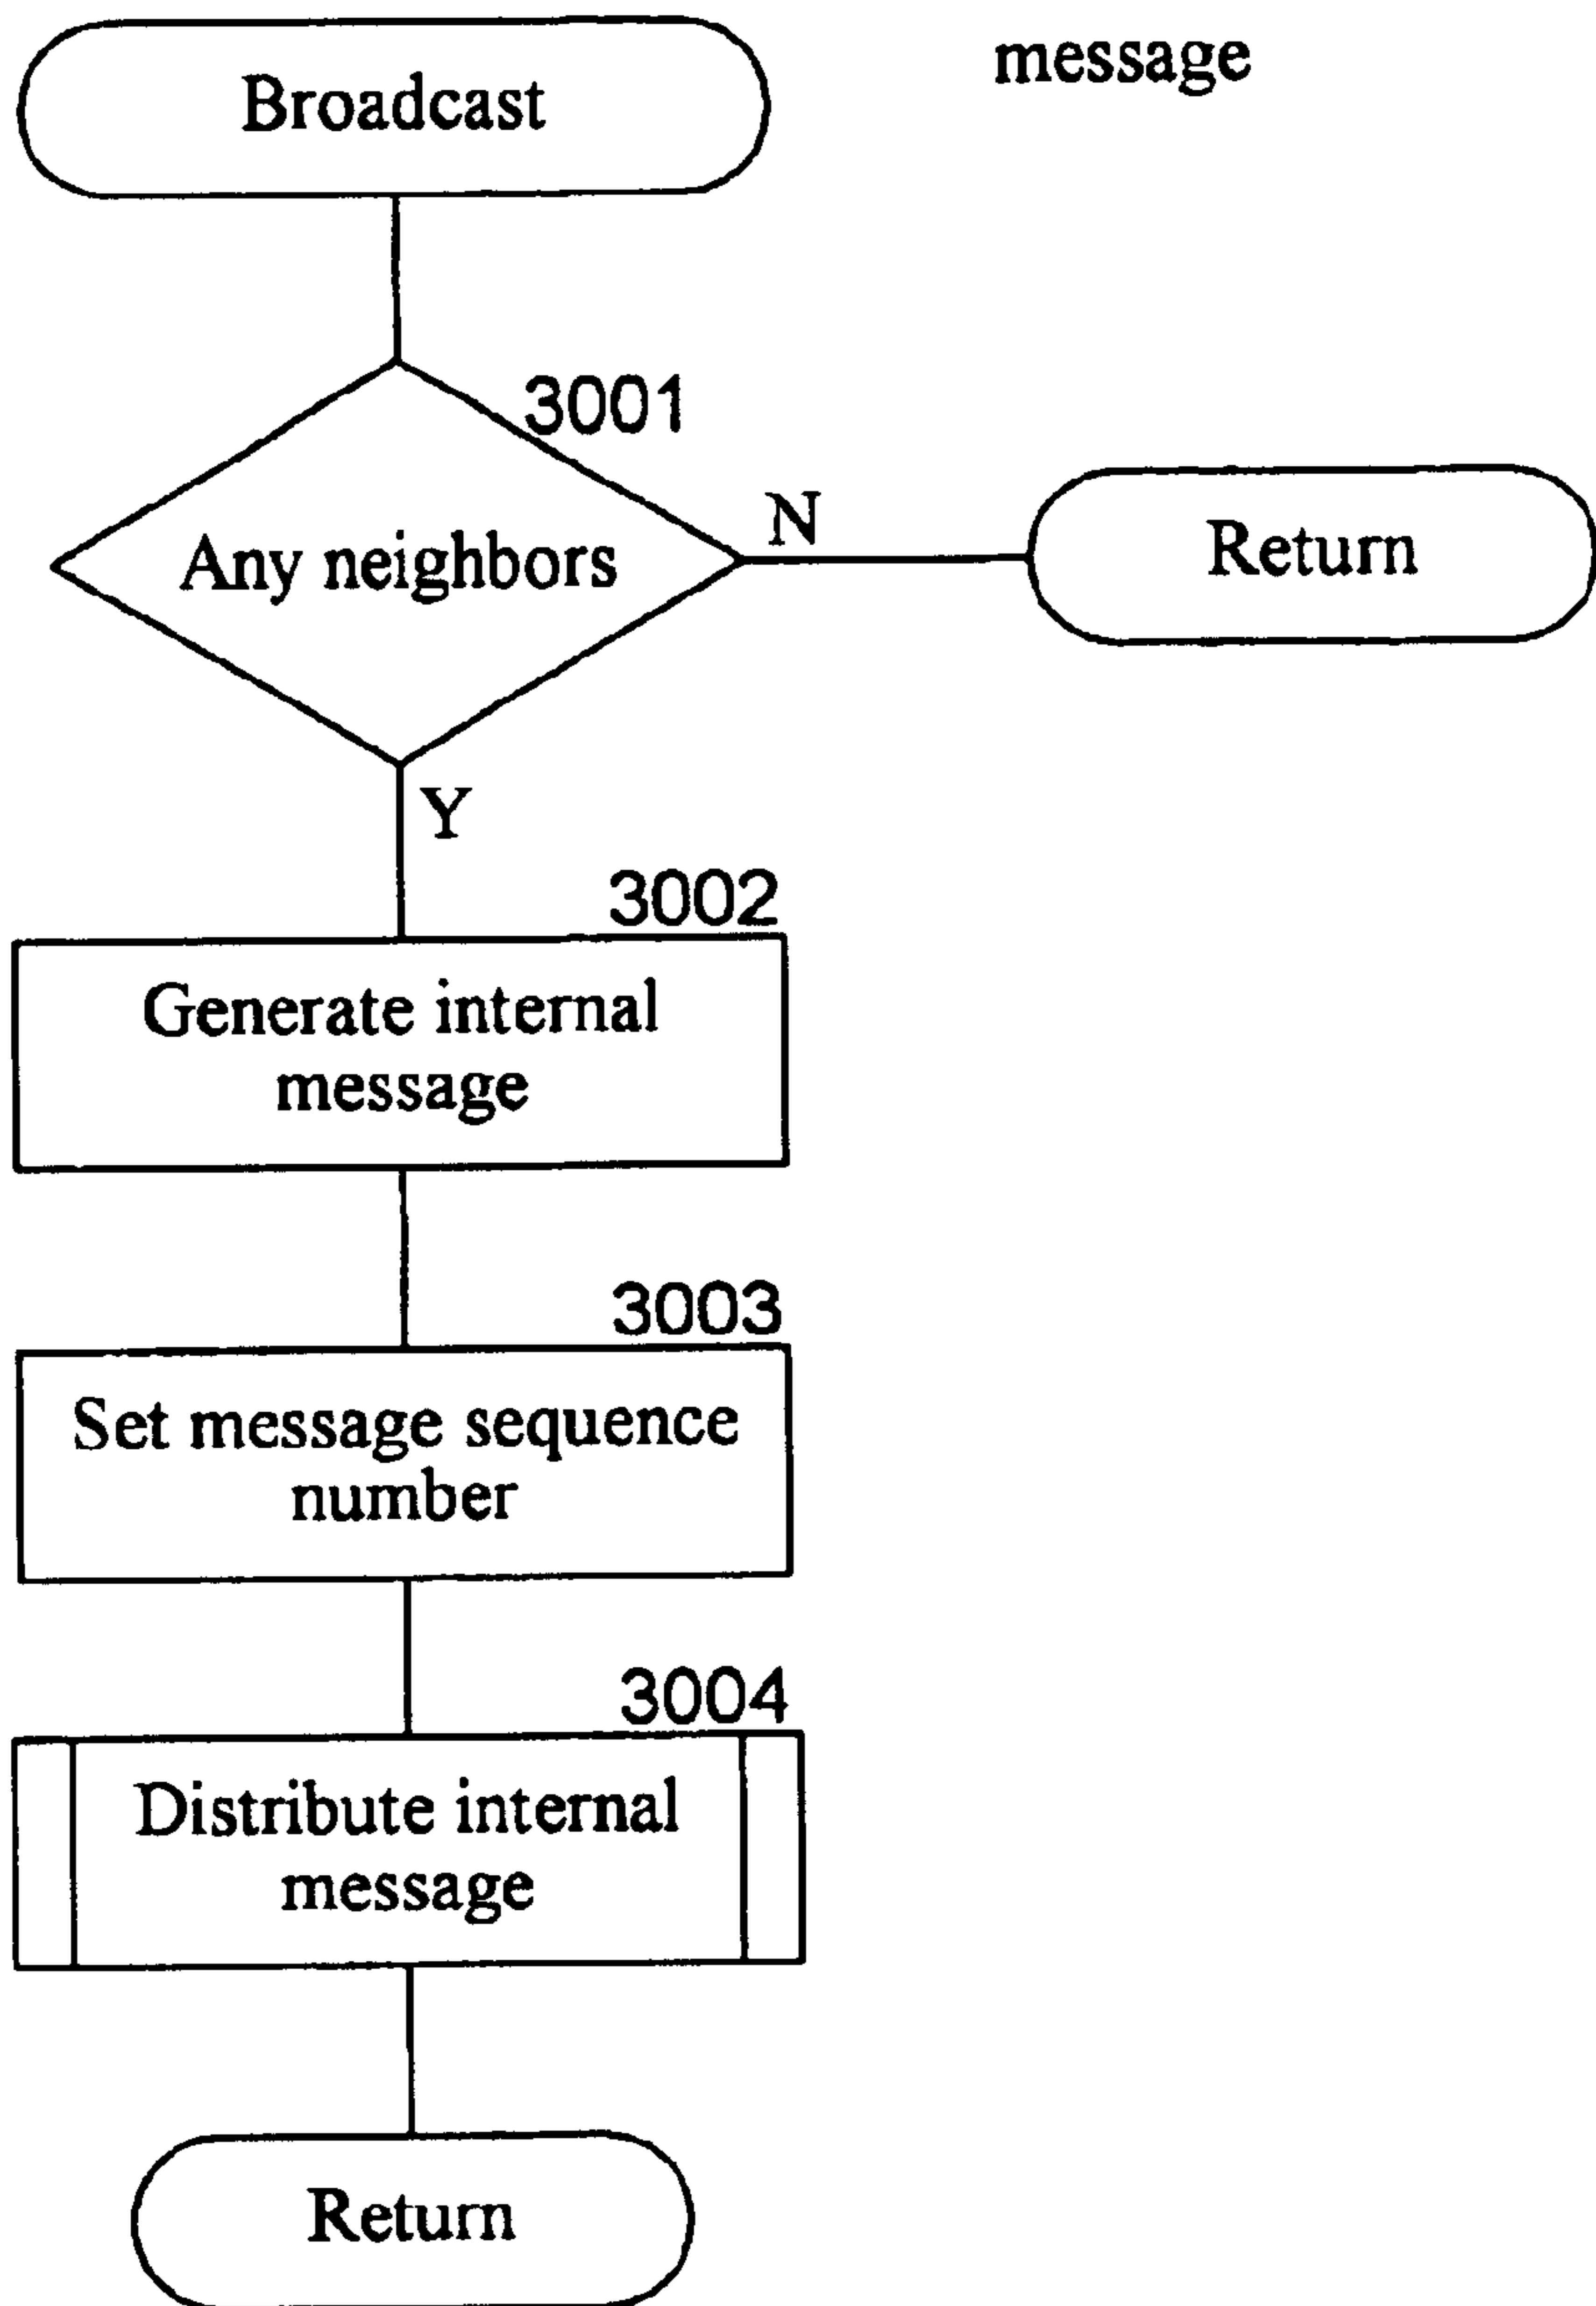 Broadcast
message
3001
Any neighbors
N
Return
Y
3002
Generate internal
message
3003
Set message sequence
number
3004
Distribute internal
message
Return